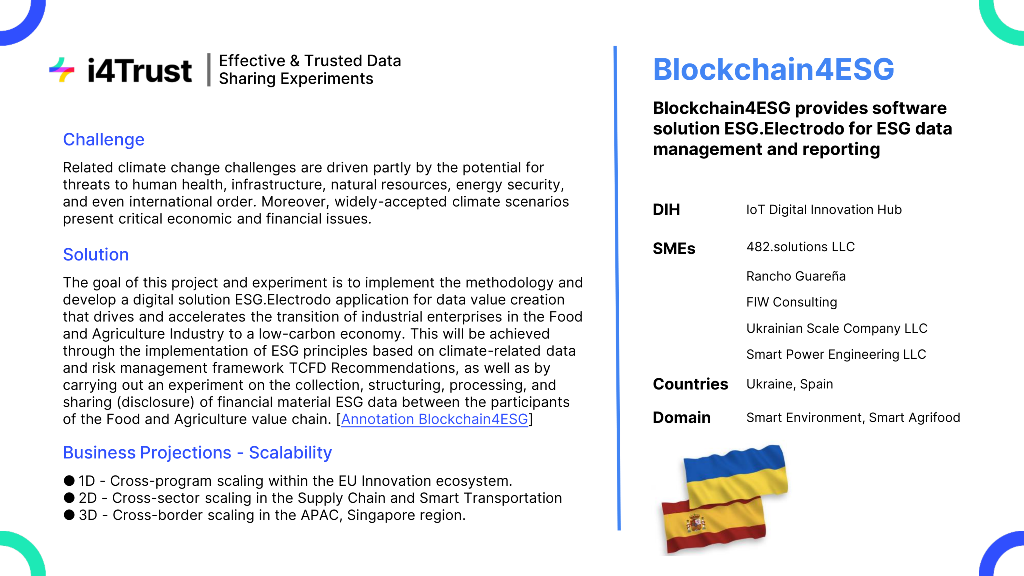 i4Trust
Effective & Trusted Data
Sharing Experiments
Challenge
Related climate change challenges are driven partly by the potential for
threats to human health, infrastructure, natural resources, energy security,
and even international order. Moreover, widely-accepted climate scenarios
present critical economic and financial issues.
Solution
The goal of this project and experiment is to implement the methodology and
develop a digital solution ESG.Electrodo application for data value creation
that drives and accelerates the transition of industrial enterprises in the Food
and Agriculture Industry to a low-carbon economy. This will be achieved
through the implementation of ESG principles based on climate-related data
and risk management framework TCFD Recommendations, as well as by
carrying out an experiment on the collection, structuring, processing, and
sharing (disclosure) of financial material ESG data between the participants
of the Food and Agriculture value chain. [Annotation Blockchain4ESG]
Business Projections - Scalability
● 1D - Cross-program scaling within the EU Innovation ecosystem.
● 2D - Cross-sector scaling in the Supply Chain and Smart Transportation
● 3D - Cross-border scaling in the APAC, Singapore region.
Blockchain4ESG
Blockchain4ESG provides software
solution ESG.Electrodo for ESG data
management and reporting
DIH IoT Digital Innovation Hub
SMEs 482.solutions LLC
Rancho Guareña
FIW Consulting
Ukrainian Scale Company LLC
Smart Power Engineering LLC
Countries Ukraine, Spain
Domain Smart Environment, Smart Agrifood